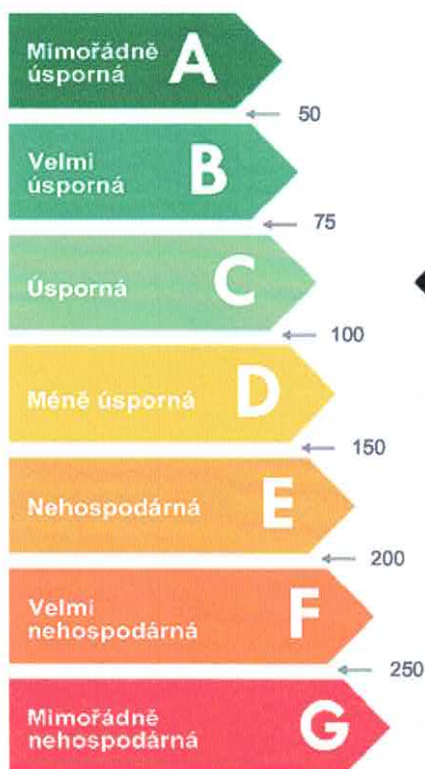 Mimořádně
úsporná
A
50
Velmi
úsporná
B
75
Úsporná
C
100
Méně úsporná
D
150
Nehospodárná
E
200
Velmi
nehospodárná
F
250
Mimořádně
nehospodárná
G